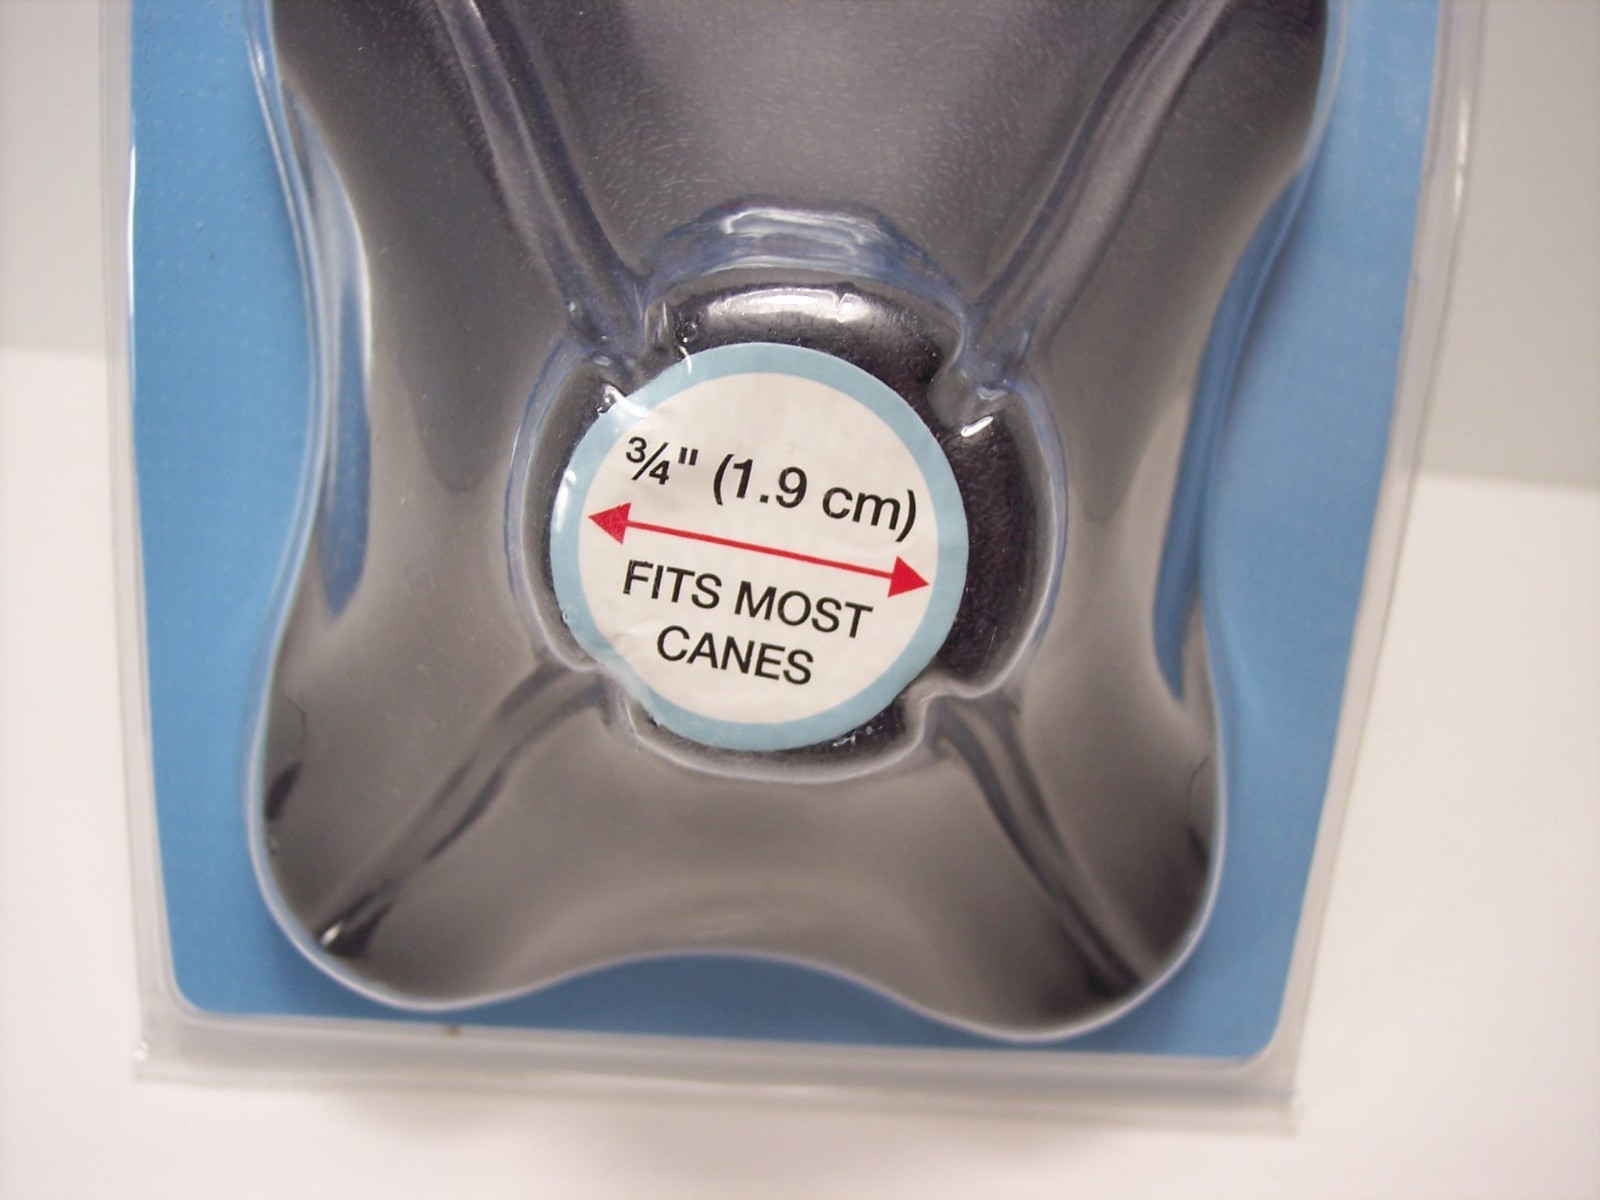 ¾" (1.9 cm)
FITS MOST
CANES